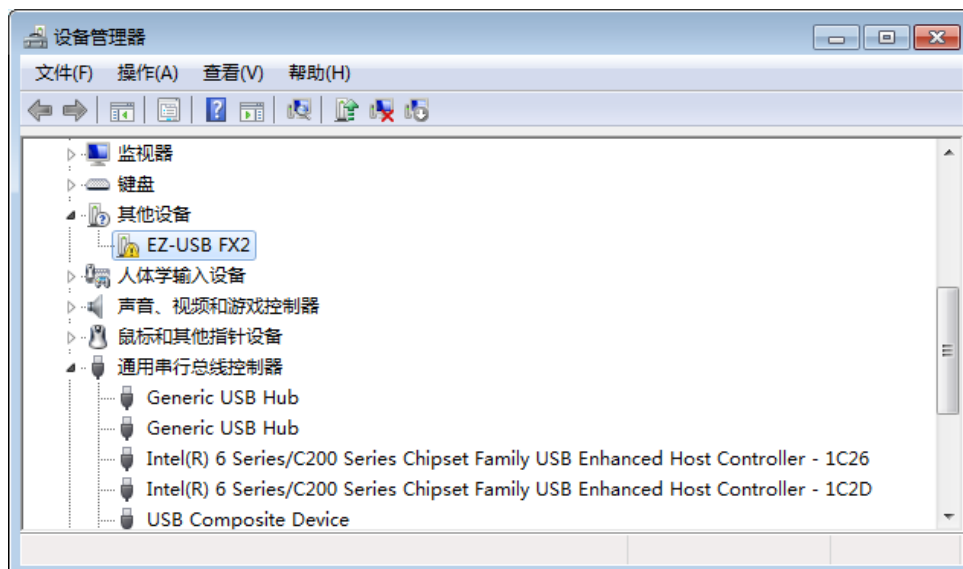 设备管理器
文件(F) 操作(A) 查看(V) 帮助(H)
监视器
键盘
其他设备
EZ-USB FX2
人体学输入设备
声音、视频和游戏控制器
鼠标和其他指针设备
通用串行总线控制器
Generic USB Hub
Generic USB Hub
Intel(R) 6 Series/C200 Series Chipset Family USB Enhanced Host Controller - 1C26
Intel(R) 6 Series/C200 Series Chipset Family USB Enhanced Host Controller - 1C2D
USB Composite Device